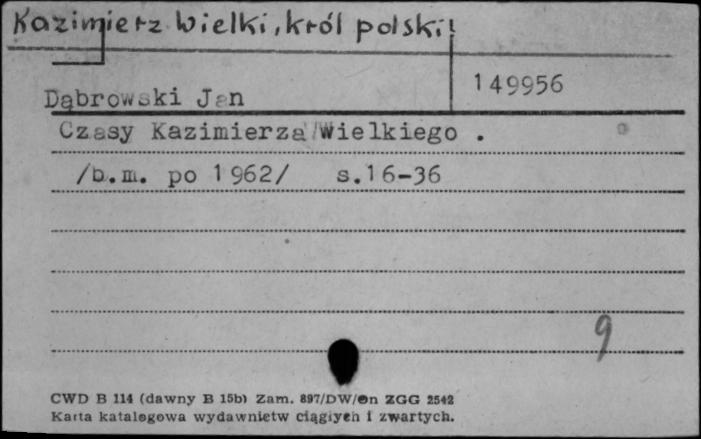 Kazimierz Wielki, król polski
149956
Dąbrowski Jan
Czasy Kazimierza Wielkiego .
/b.m. po 1962/ s.16-36
9
CWD B 114 (dawny B 15b) Zam. 897/DW/en ZGG 2542
Karta katalogowa wydawnictw ciągłych i zwartych.